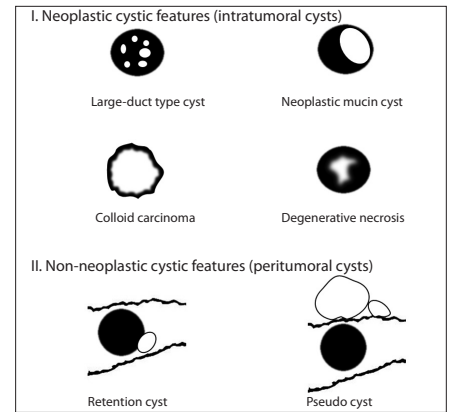 I. Neoplastic cystic features (intratumoral cysts)
Large-duct type cyst
Neoplastic mucin cyst
Colloid carcinoma
Degenerative necrosis
II. Non-neoplastic cystic features (peritumoral cysts)
Retention cyst
Pseudo cyst